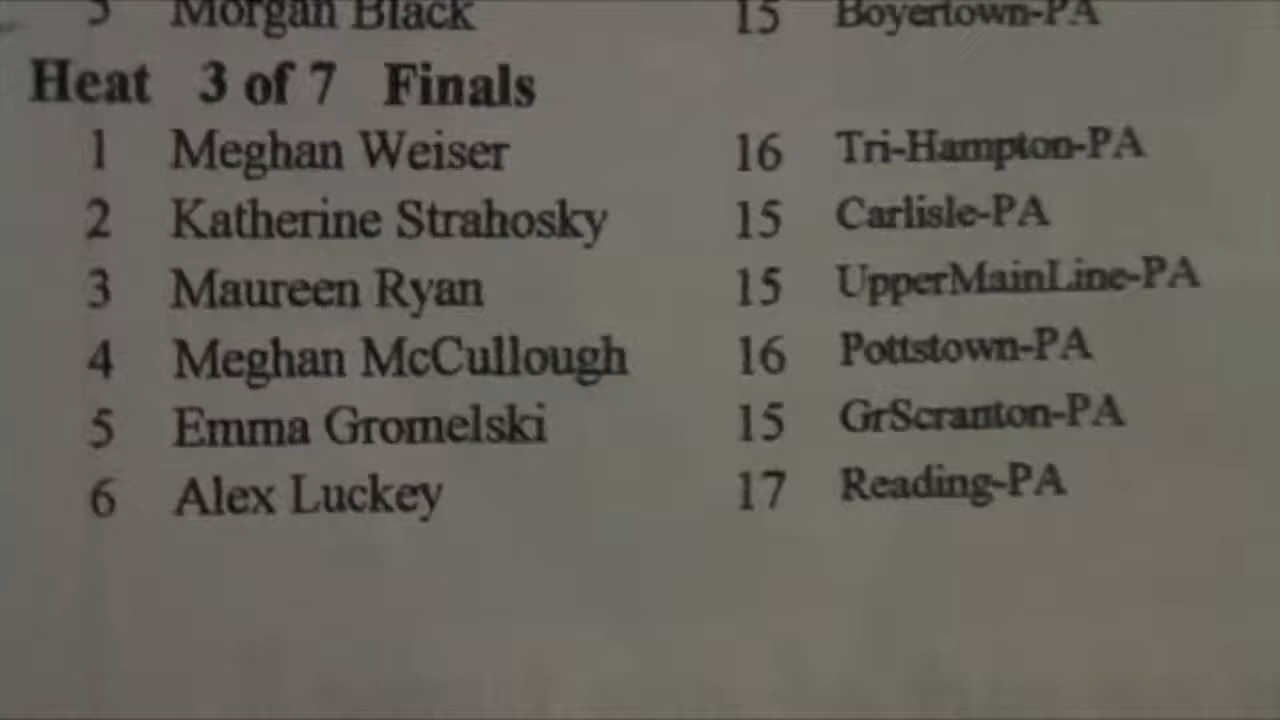 5 Morgan Black 15 Boyertown-PA
Heat 3 of 7 Finals
1 Meghan Weiser 16 Tri-Hampton-PA
2 Katherine Strahosky 15 Carlisle-PA
3 Maureen Ryan 15 UpperMainLine-PA
4 Meghan McCullough 16 Pottstown-PA
5 Emma Gromelski 15 GrScranton-PA
6 Alex Luckey 17 Reading-PA